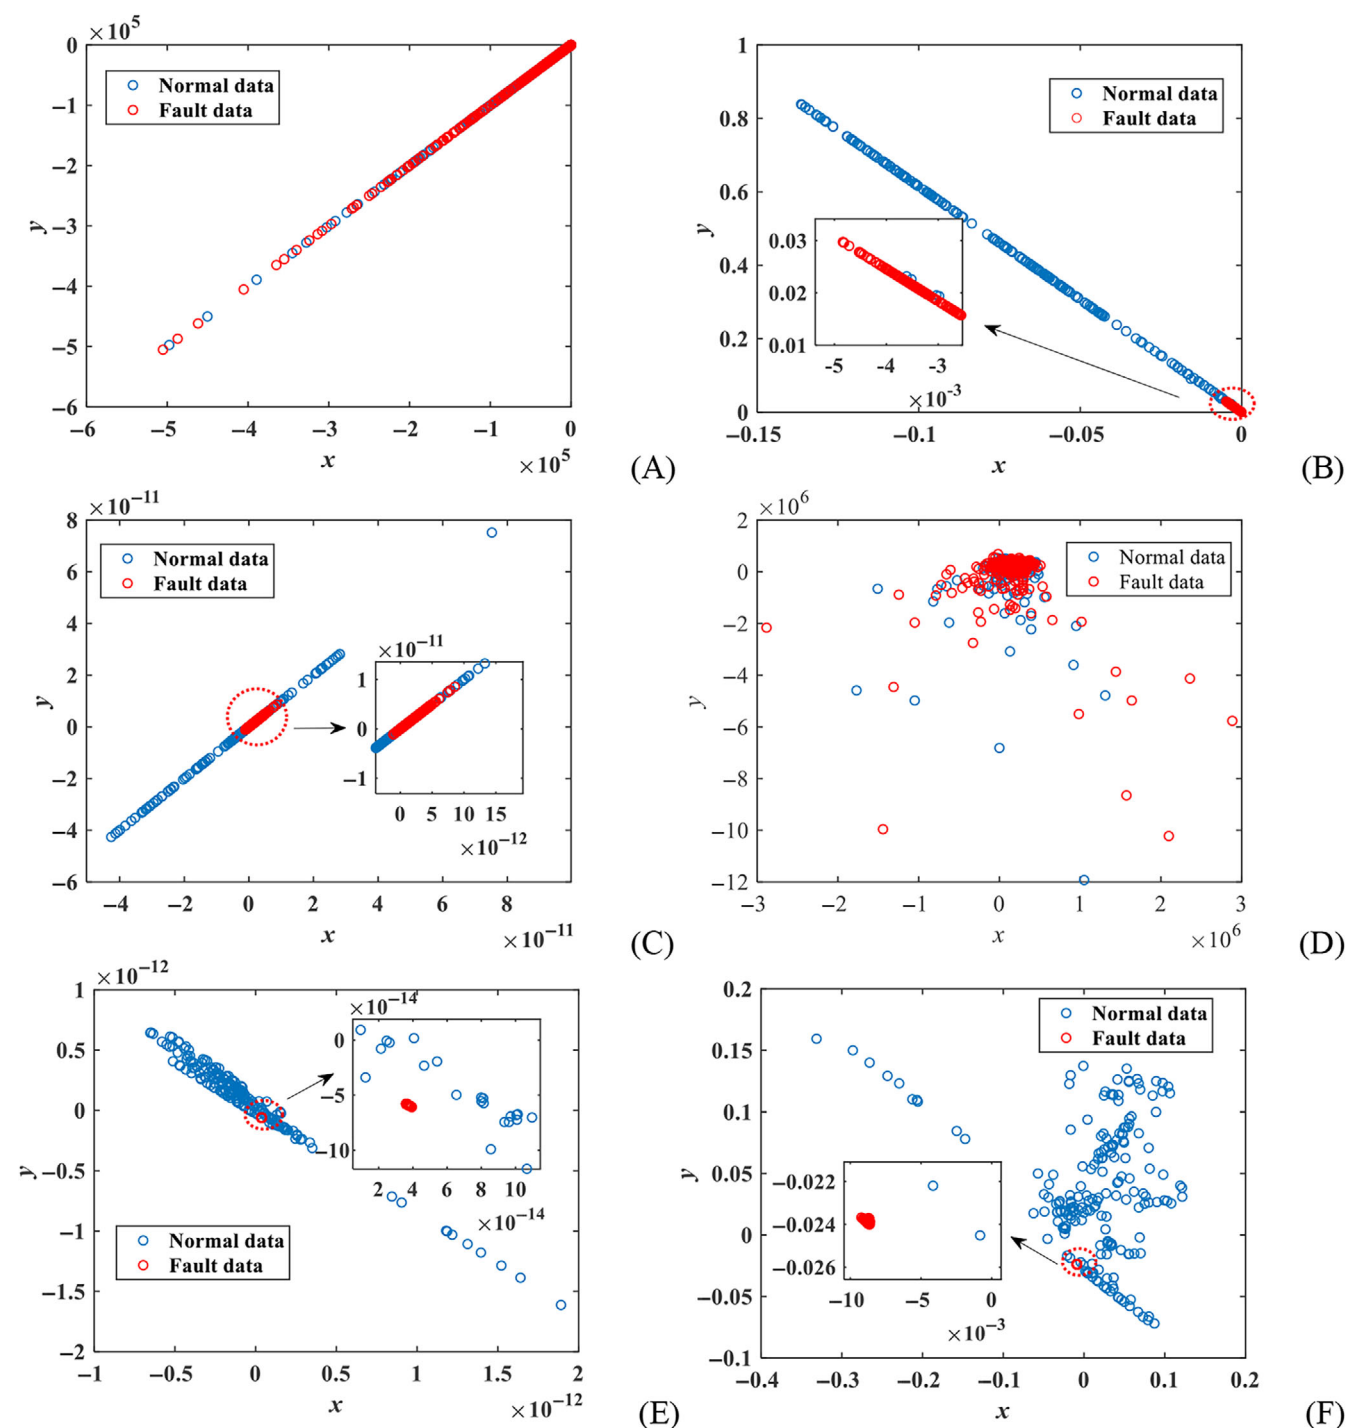 ×10⁵
0
−1
−2
−3
−4
−5
−6
y
Normal data
Fault data
−6 −5 −4 −3 −2 −1 0
x
×10⁵
(A)
1
0.8
0.6
0.4
0.2
0
y
Normal data
Fault data
0.03
0.02
0.01
-5 -4 -3
×10⁻³
−0.15 −0.1 −0.05 0
x
(B)
×10⁻¹¹
8
6
4
2
0
−2
−4
−6
y
Normal data
Fault data
×10⁻¹¹
1
0
−1
0 5 10 15
×10⁻¹²
−4 −2 0 2 4 6 8
x
×10⁻¹¹
(C)
×10⁶
2
0
−2
−4
−6
−8
−10
−12
y
Normal data
Fault data
−3 −2 −1 0 1 2 3
x
×10⁶
(D)
×10⁻¹²
1
0.5
0
−0.5
−1
−1.5
−2
y
×10⁻¹⁴
0
−5
−10
2 4 6 8 10
×10⁻¹⁴
Normal data
Fault data
−1 −0.5 0 0.5 1 1.5 2
x
×10⁻¹²
(E)
0.2
0.15
0.1
0.05
0
−0.05
−0.1
y
Normal data
Fault data
−0.022
−0.024
−0.026
−10 −5 0
×10⁻³
−0.4 −0.3 −0.2 −0.1 0 0.1 0.2
x
(F)